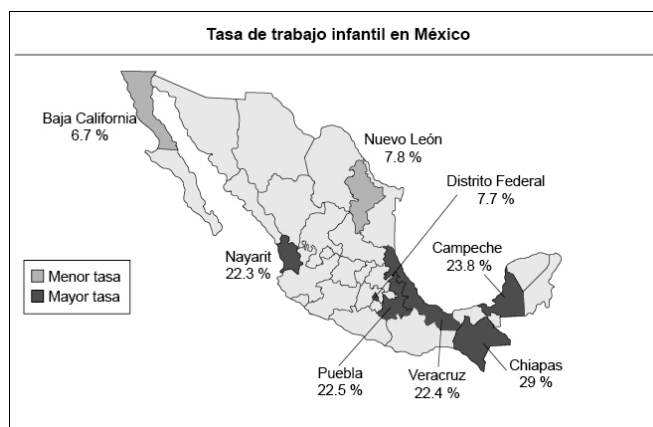 Tasa de trabajo infantil en México
Baja California
6.7 %
Nuevo León
7.8 %
Distrito Federal
7.7 %
Campeche
23.8 %
Nayarit
22.3 %
Menor tasa
Mayor tasa
Puebla
22.5 %
Veracruz
22.4 %
Chiapas
29 %